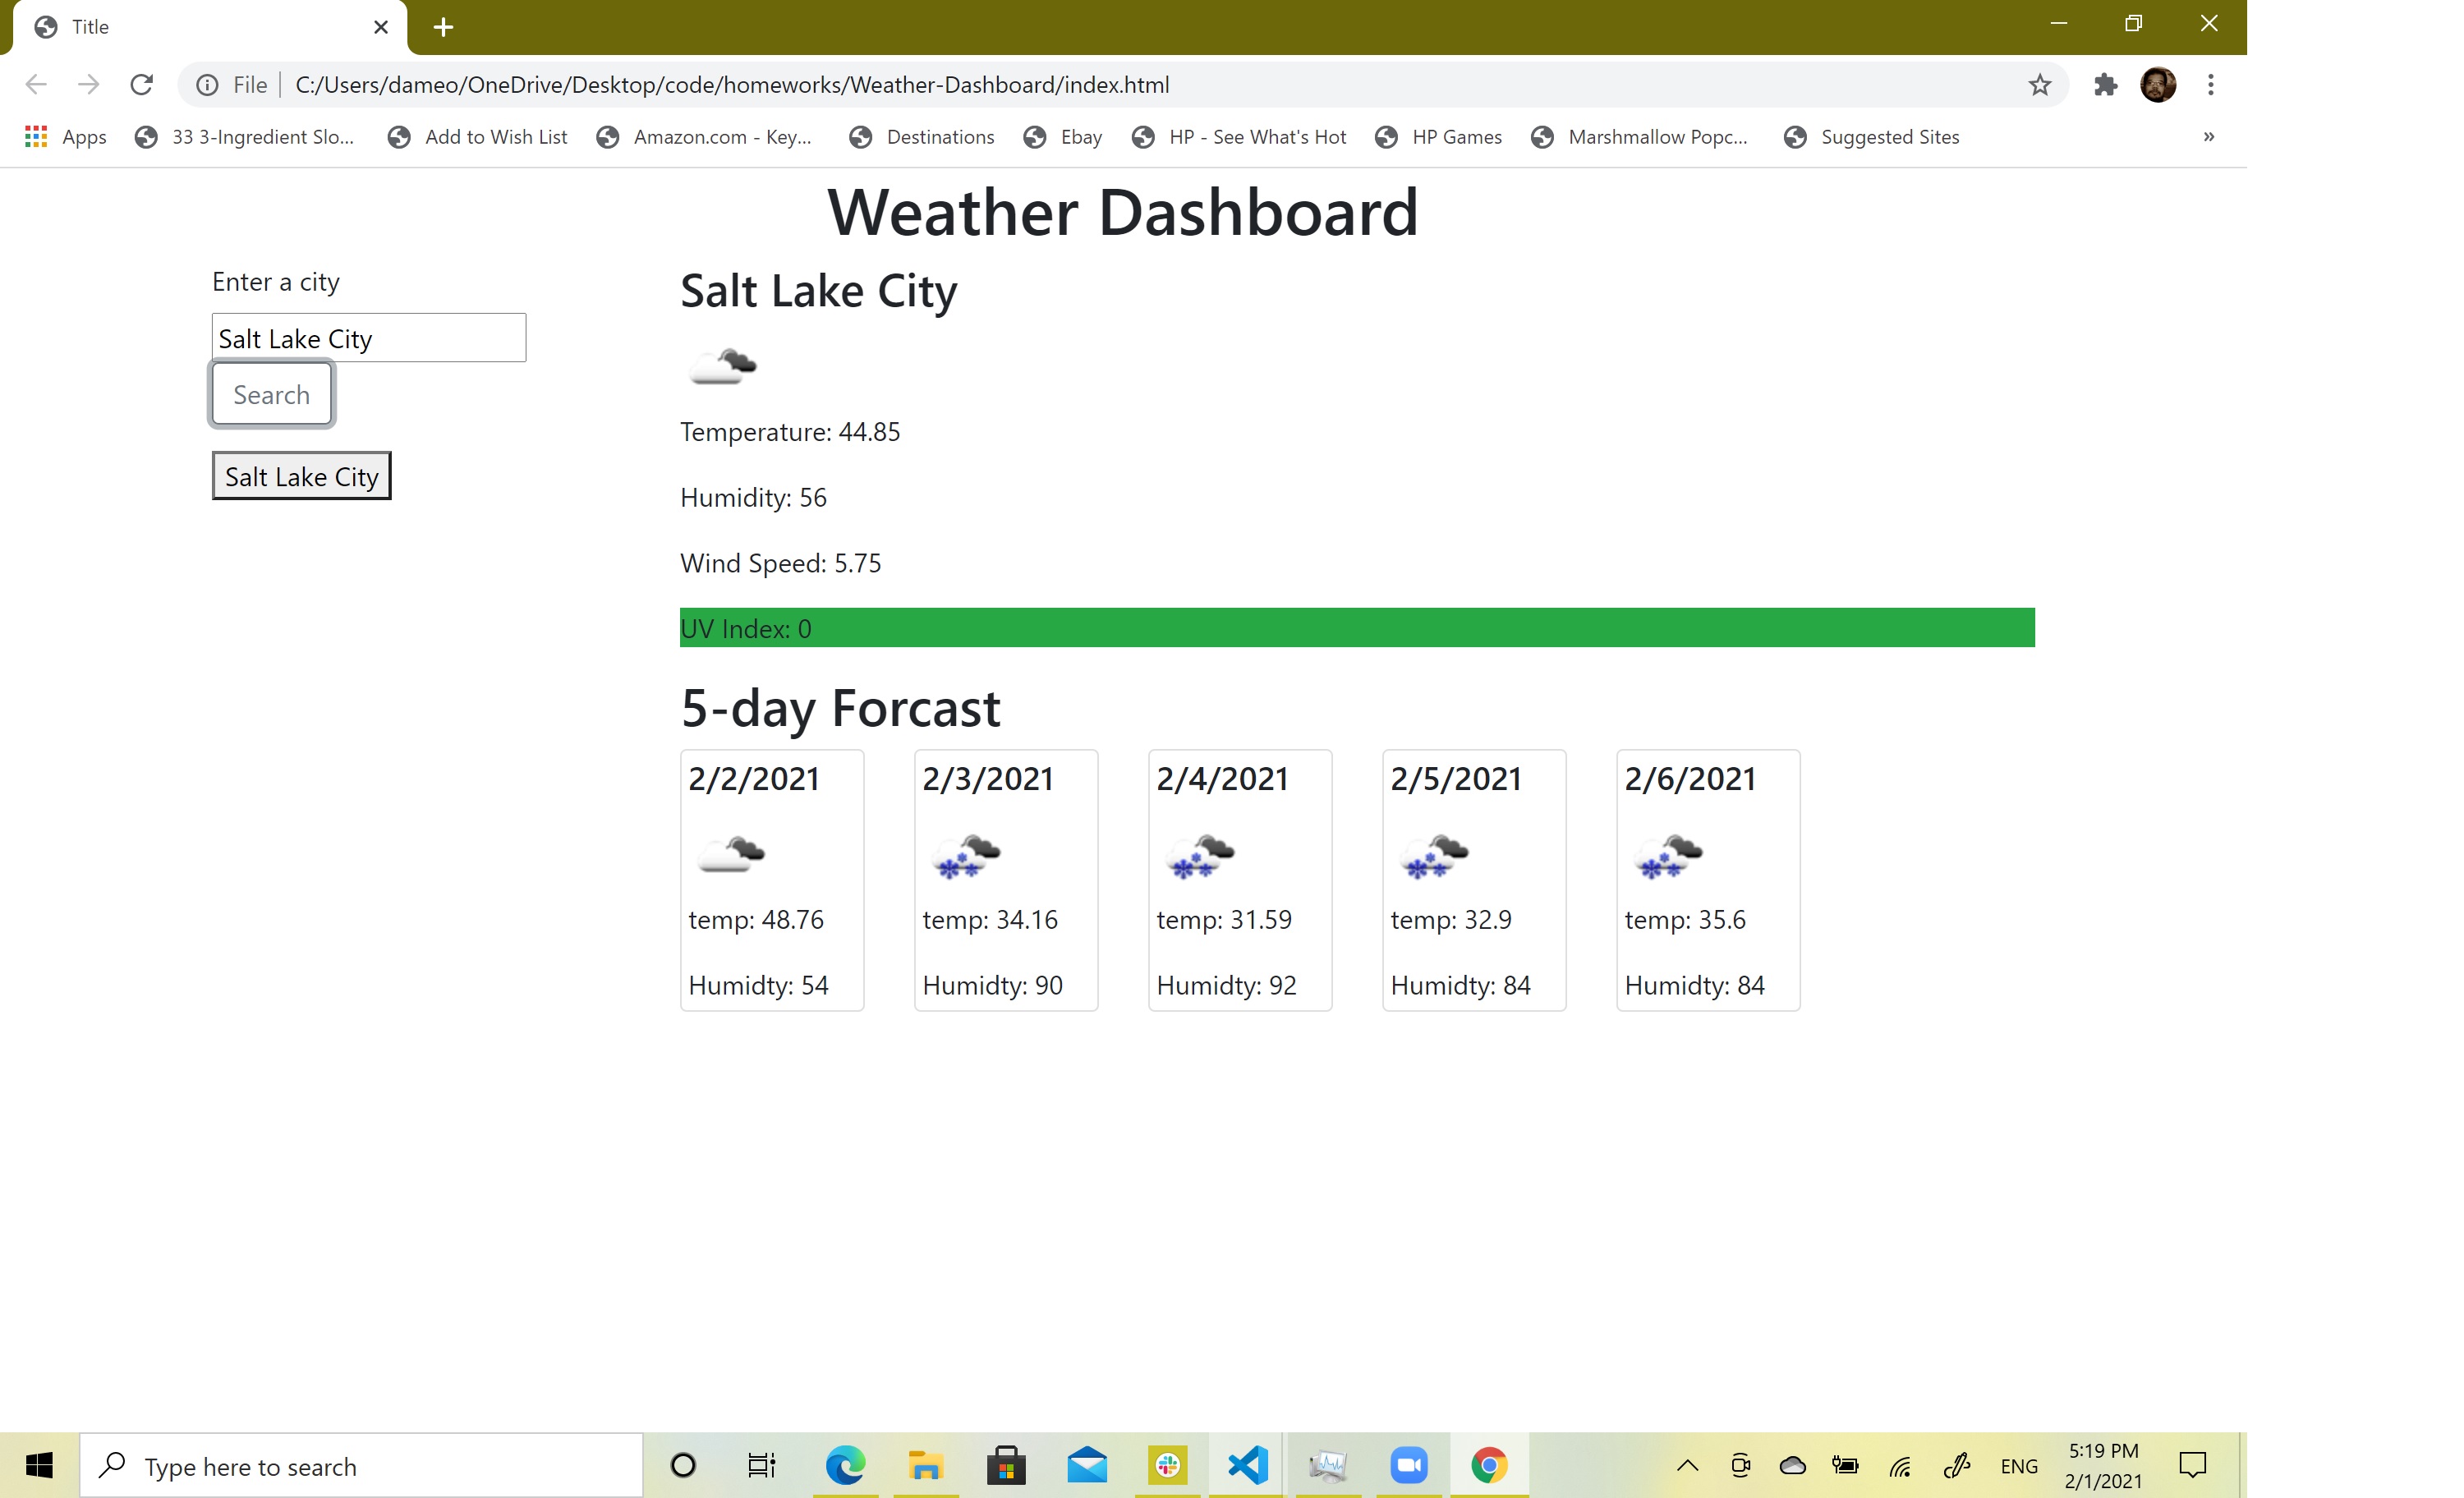 Title
File
C:/Users/dameo/OneDrive/Desktop/code/homeworks/Weather-Dashboard/index.html
Apps
33 3-Ingredient Slo...
Add to Wish List
Amazon.com - Key...
Destinations
Ebay
HP - See What's Hot
HP Games
Marshmallow Popc...
Suggested Sites
»
Weather Dashboard
Enter a city
Salt Lake City
Search
Salt Lake City
Salt Lake City
Temperature: 44.85
Humidity: 56
Wind Speed: 5.75
UV Index: 0
5-day Forcast
2/2/2021
temp: 48.76
Humidty: 54
2/3/2021
temp: 34.16
Humidty: 90
2/4/2021
temp: 31.59
Humidty: 92
2/5/2021
temp: 32.9
Humidty: 84
2/6/2021
temp: 35.6
Humidty: 84
Type here to search
ENG
5:19 PM
2/1/2021